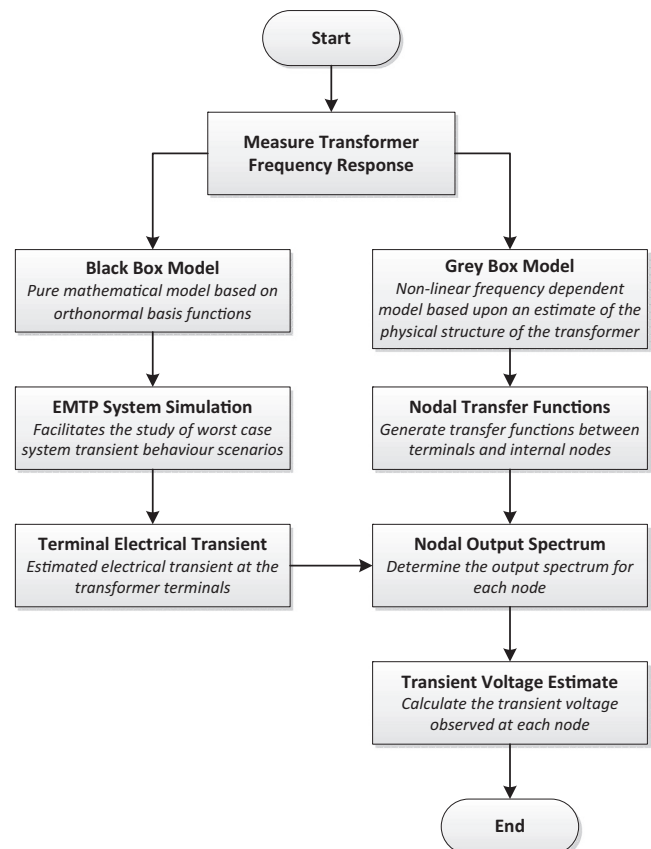 Start
Measure Transformer
Frequency Response
Black Box Model
Pure mathematical model based on
orthonormal basis functions
Grey Box Model
Non-linear frequency dependent
model based upon an estimate of the
physical structure of the transformer
EMTP System Simulation
Facilitates the study of worst case
system transient behaviour scenarios
Nodal Transfer Functions
Generate transfer functions between
terminals and internal nodes
Terminal Electrical Transient
Estimated electrical transient at the
transformer terminals
Nodal Output Spectrum
Determine the output spectrum for
each node
Transient Voltage Estimate
Calculate the transient voltage
observed at each node
End